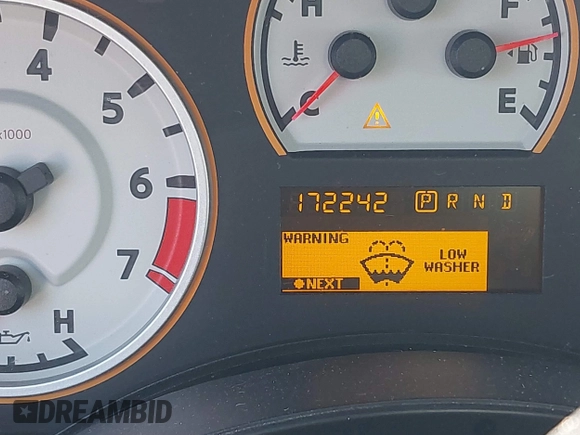 H
F
4
5
x1000
C
E
6
172242 P R N D
WARNING
LOW
WASHER
NEXT
7
H
DREAMBID